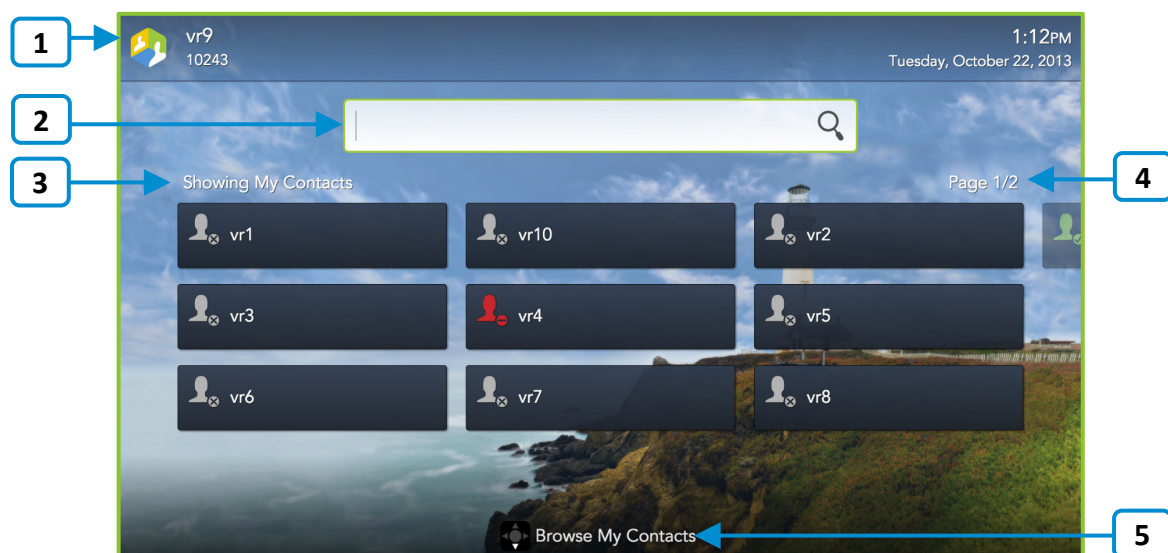 1
vr9
10243
1:12PM
Tuesday, October 22, 2013
2
3
Showing My Contacts
Page 1/2
4
vr1
vr10
vr2
vr3
vr4
vr5
vr6
vr7
vr8
Browse My Contacts
5